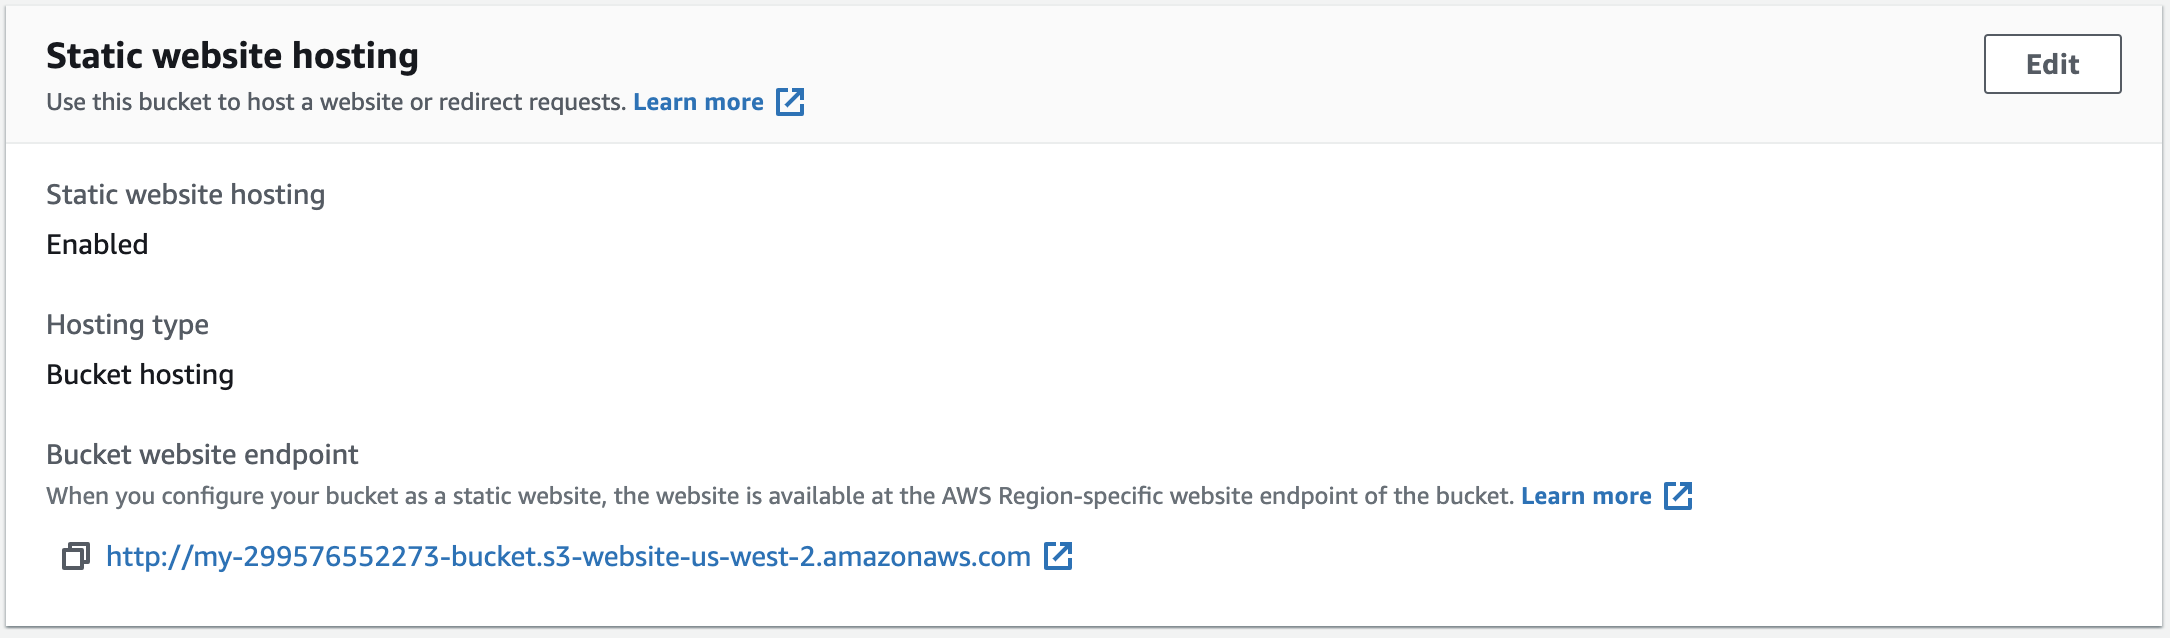 Static website hosting
Edit
Use this bucket to host a website or redirect requests. Learn more
Static website hosting
Enabled
Hosting type
Bucket hosting
Bucket website endpoint
When you configure your bucket as a static website, the website is available at the AWS Region-specific website endpoint of the bucket. Learn more
http://my-299576552273-bucket.s3-website-us-west-2.amazonaws.com